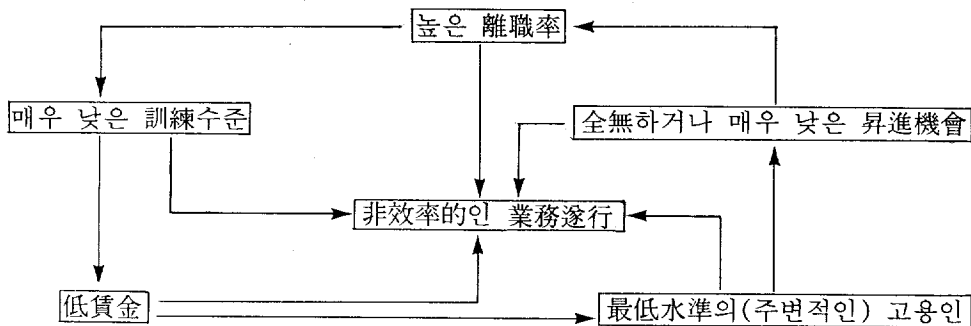 높은 離職率
매우 낮은 訓練수준
全無하거나 매우 낮은 昇進機會
非效率的인 業務遂行
低賃金
最低水準의(주변적인) 고용인